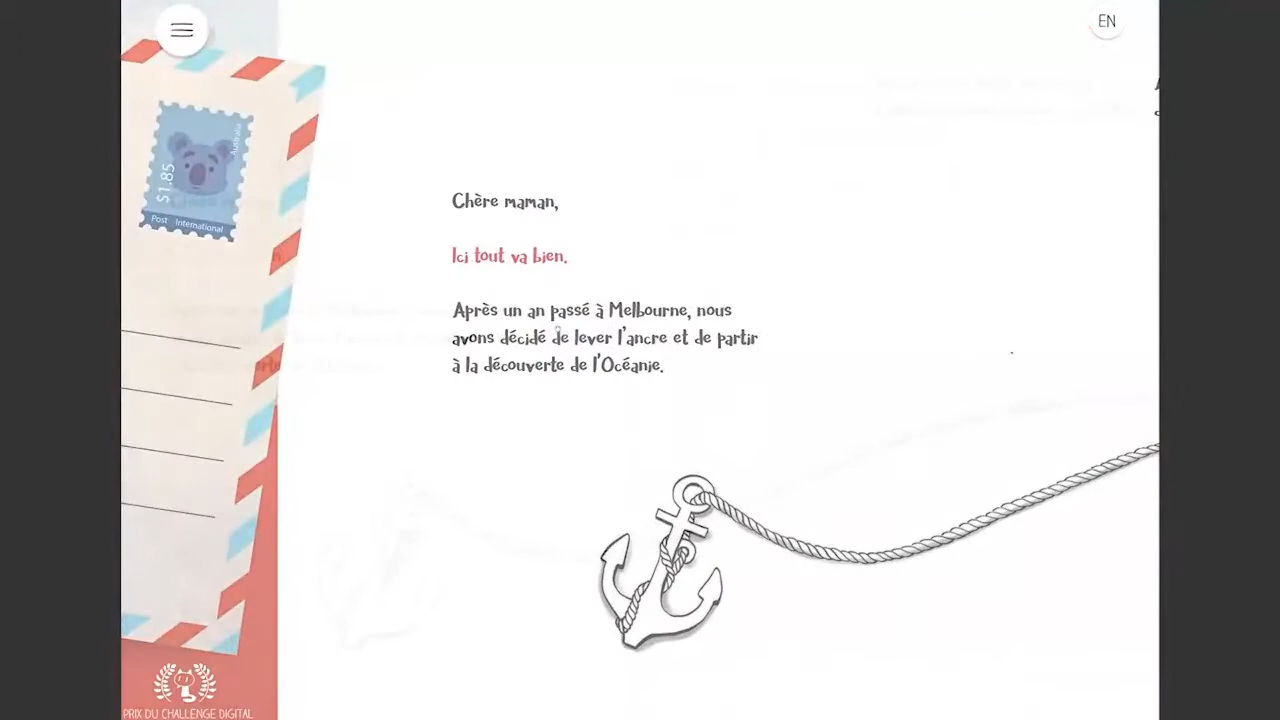 EN
Australia
$1.85
Post International
Chère maman,
Ici tout va bien.
Après un an passé à Melbourne, nous
avons décidé de lever l'ancre et de partir
à la découverte de l'Océanie.
PRIX DU CHALLENGE DIGITAL